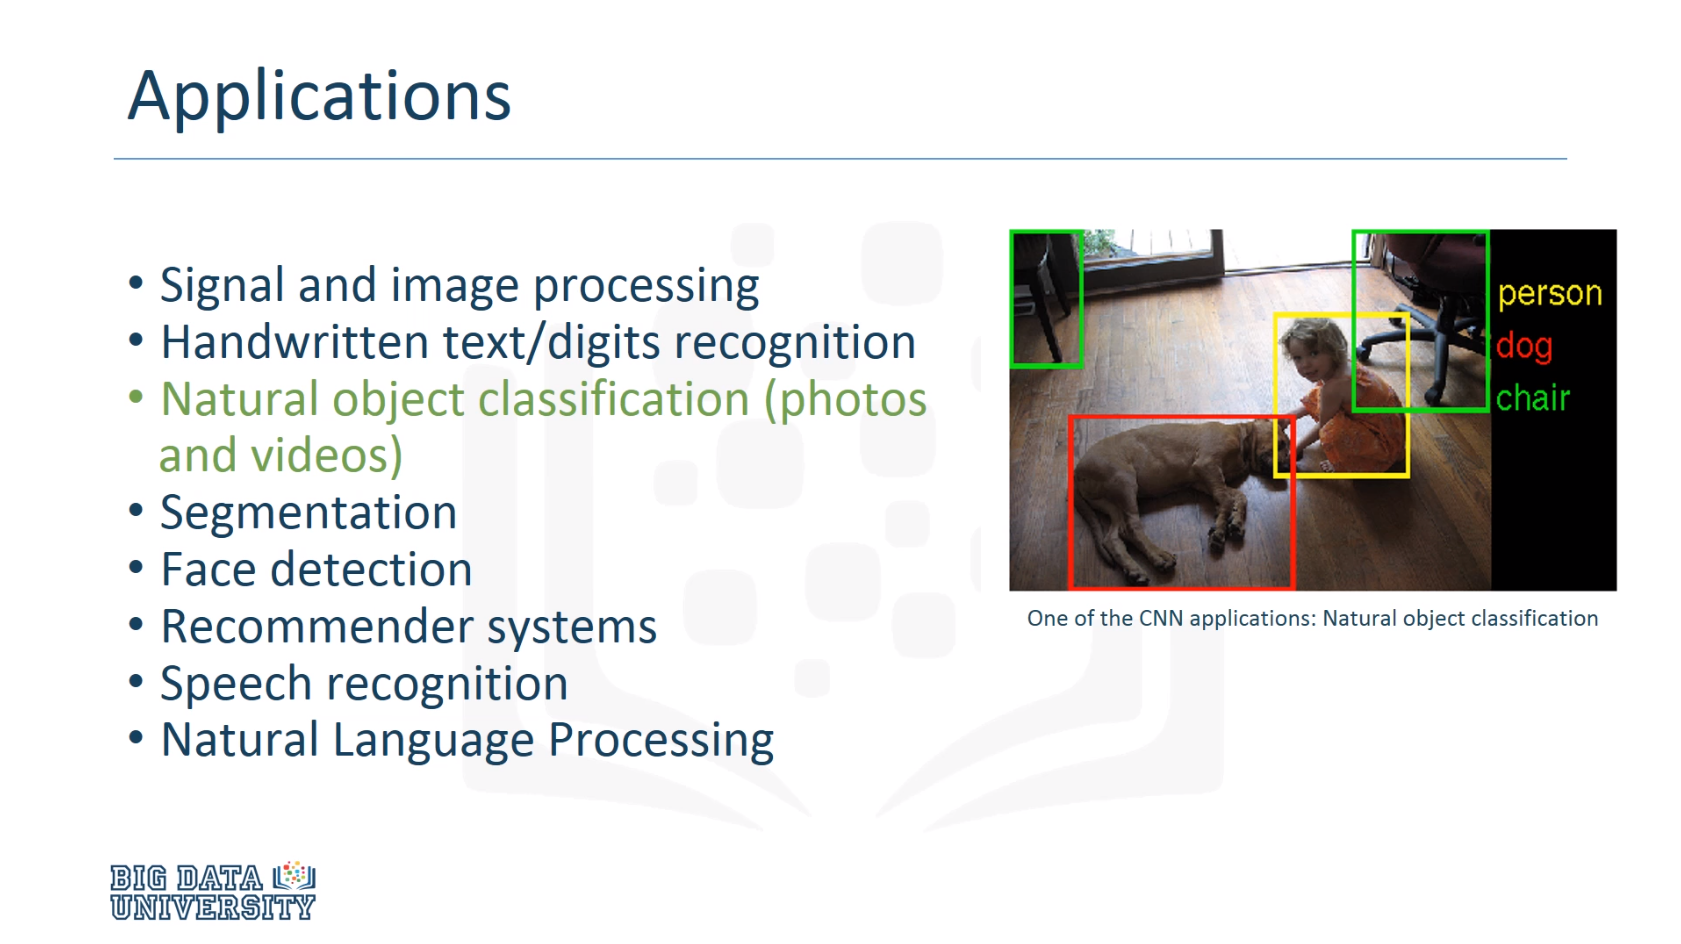 Applications
• Signal and image processing
• Handwritten text/digits recognition
• Natural object classification (photos
and videos)
• Segmentation
• Face detection
• Recommender systems
• Speech recognition
• Natural Language Processing
person
dog
chair
One of the CNN applications: Natural object classification
BIG DATA
UNIVERSITY